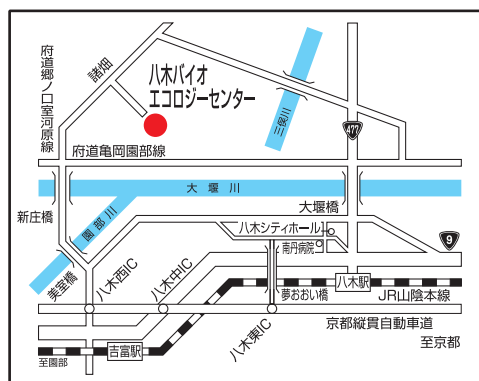 府道郷ノ口室河原線
諸畑
八木バイオ
エコロジーセンター
三俣川
477
府道亀岡園部線
大堰川
新庄橋
園部川
大堰橋
八木シティホール
南丹病院
9
美室橋
八木西IC
八木中IC
八木駅
夢おおい橋
JR山陰本線
八木東IC
京都縦貫自動車道
至京都
吉富駅
至園部